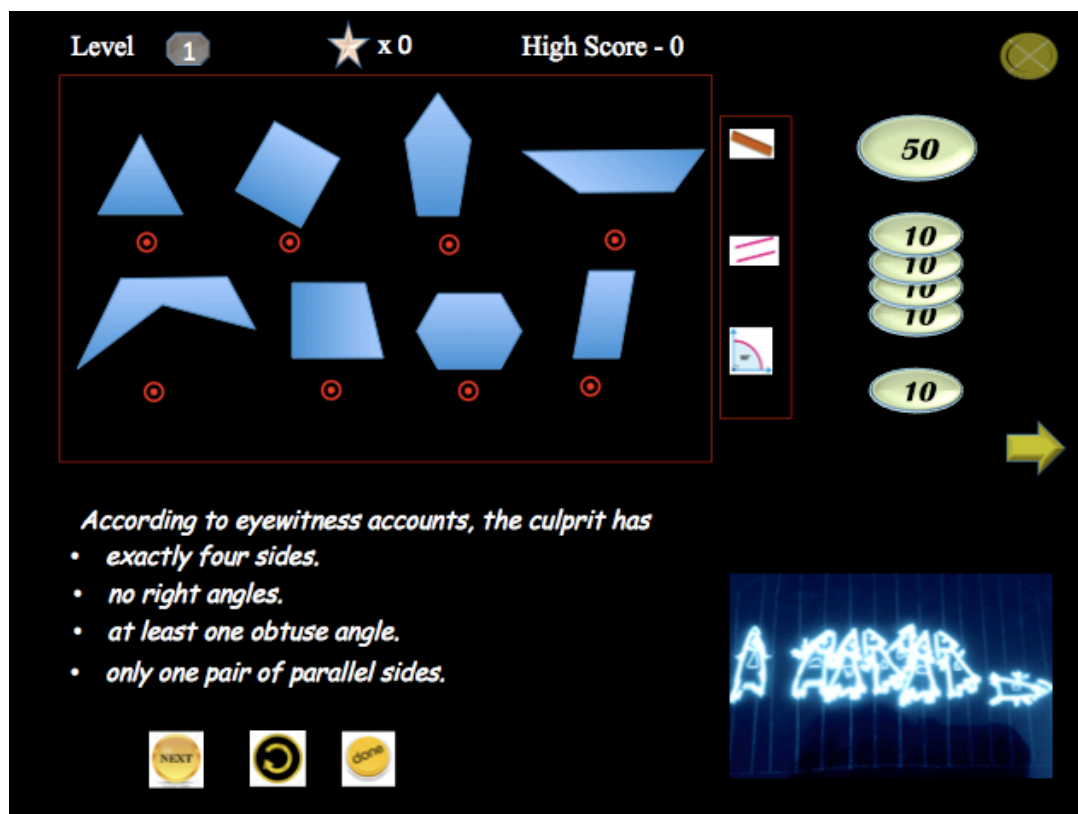 Level 1 x 0 High Score - 0
50
10
10
10
10
10
90°
According to eyewitness accounts, the culprit has
• exactly four sides.
• no right angles.
• at least one obtuse angle.
• only one pair of parallel sides.
NEXT done